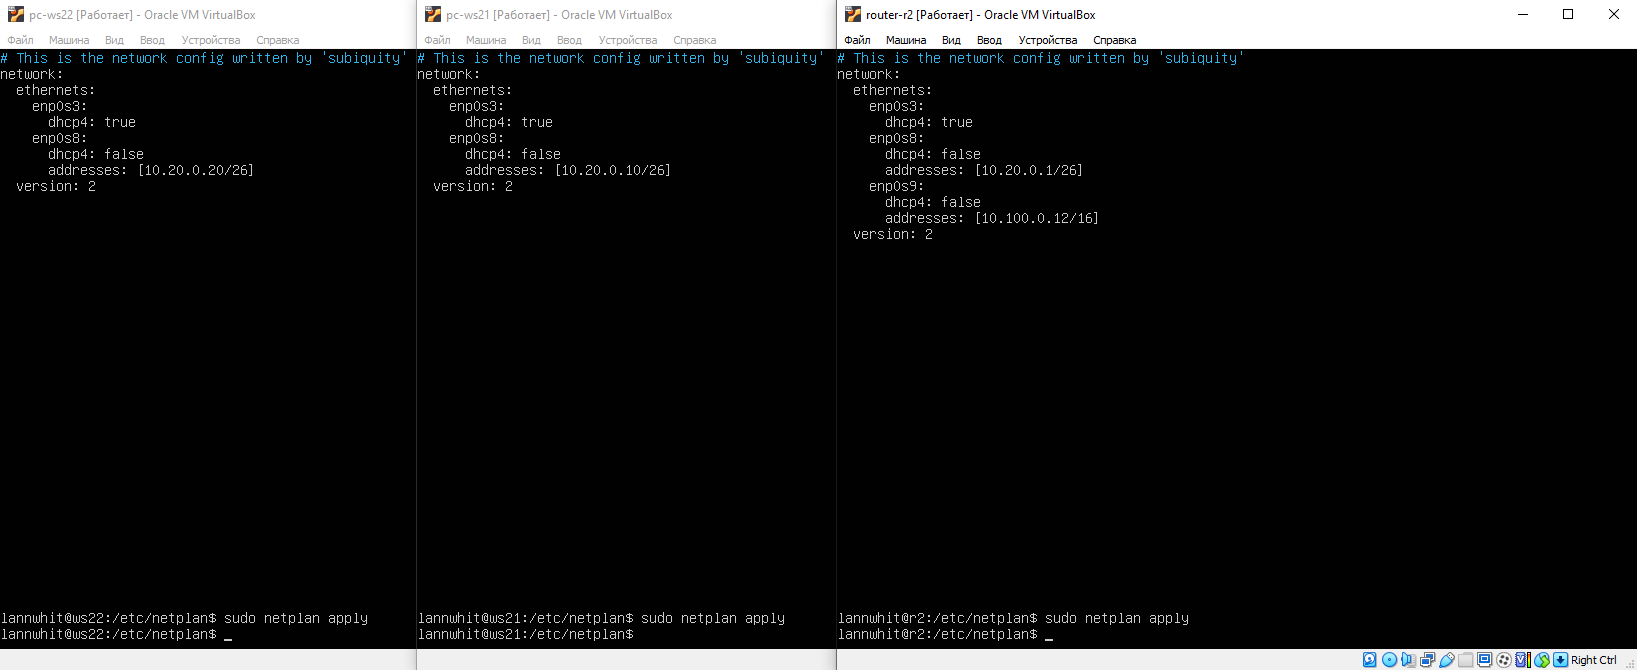 pc-ws22 [Работает] - Oracle VM VirtualBox
Файл Машина Вид Ввод Устройства Справка
# This is the network config written by 'subiquity'
network:
  ethernets:
    enp0s3:
      dhcp4: true
    enp0s8:
      dhcp4: false
      addresses: [10.20.0.20/26]
  version: 2
lannwhit@ws22:/etc/netplan$ sudo netplan apply
lannwhit@ws22:/etc/netplan$ _
pc-ws21 [Работает] - Oracle VM VirtualBox
Файл Машина Вид Ввод Устройства Справка
# This is the network config written by 'subiquity'
network:
  ethernets:
    enp0s3:
      dhcp4: true
    enp0s8:
      dhcp4: false
      addresses: [10.20.0.10/26]
  version: 2
lannwhit@ws21:/etc/netplan$ sudo netplan apply
lannwhit@ws21:/etc/netplan$
router-r2 [Работает] - Oracle VM VirtualBox
Файл Машина Вид Ввод Устройства Справка
# This is the network config written by 'subiquity'
network:
  ethernets:
    enp0s3:
      dhcp4: true
    enp0s8:
      dhcp4: false
      addresses: [10.20.0.1/26]
    enp0s9:
      dhcp4: false
      addresses: [10.100.0.12/16]
  version: 2
lannwhit@r2:/etc/netplan$ sudo netplan apply
lannwhit@r2:/etc/netplan$ _
Right Ctrl